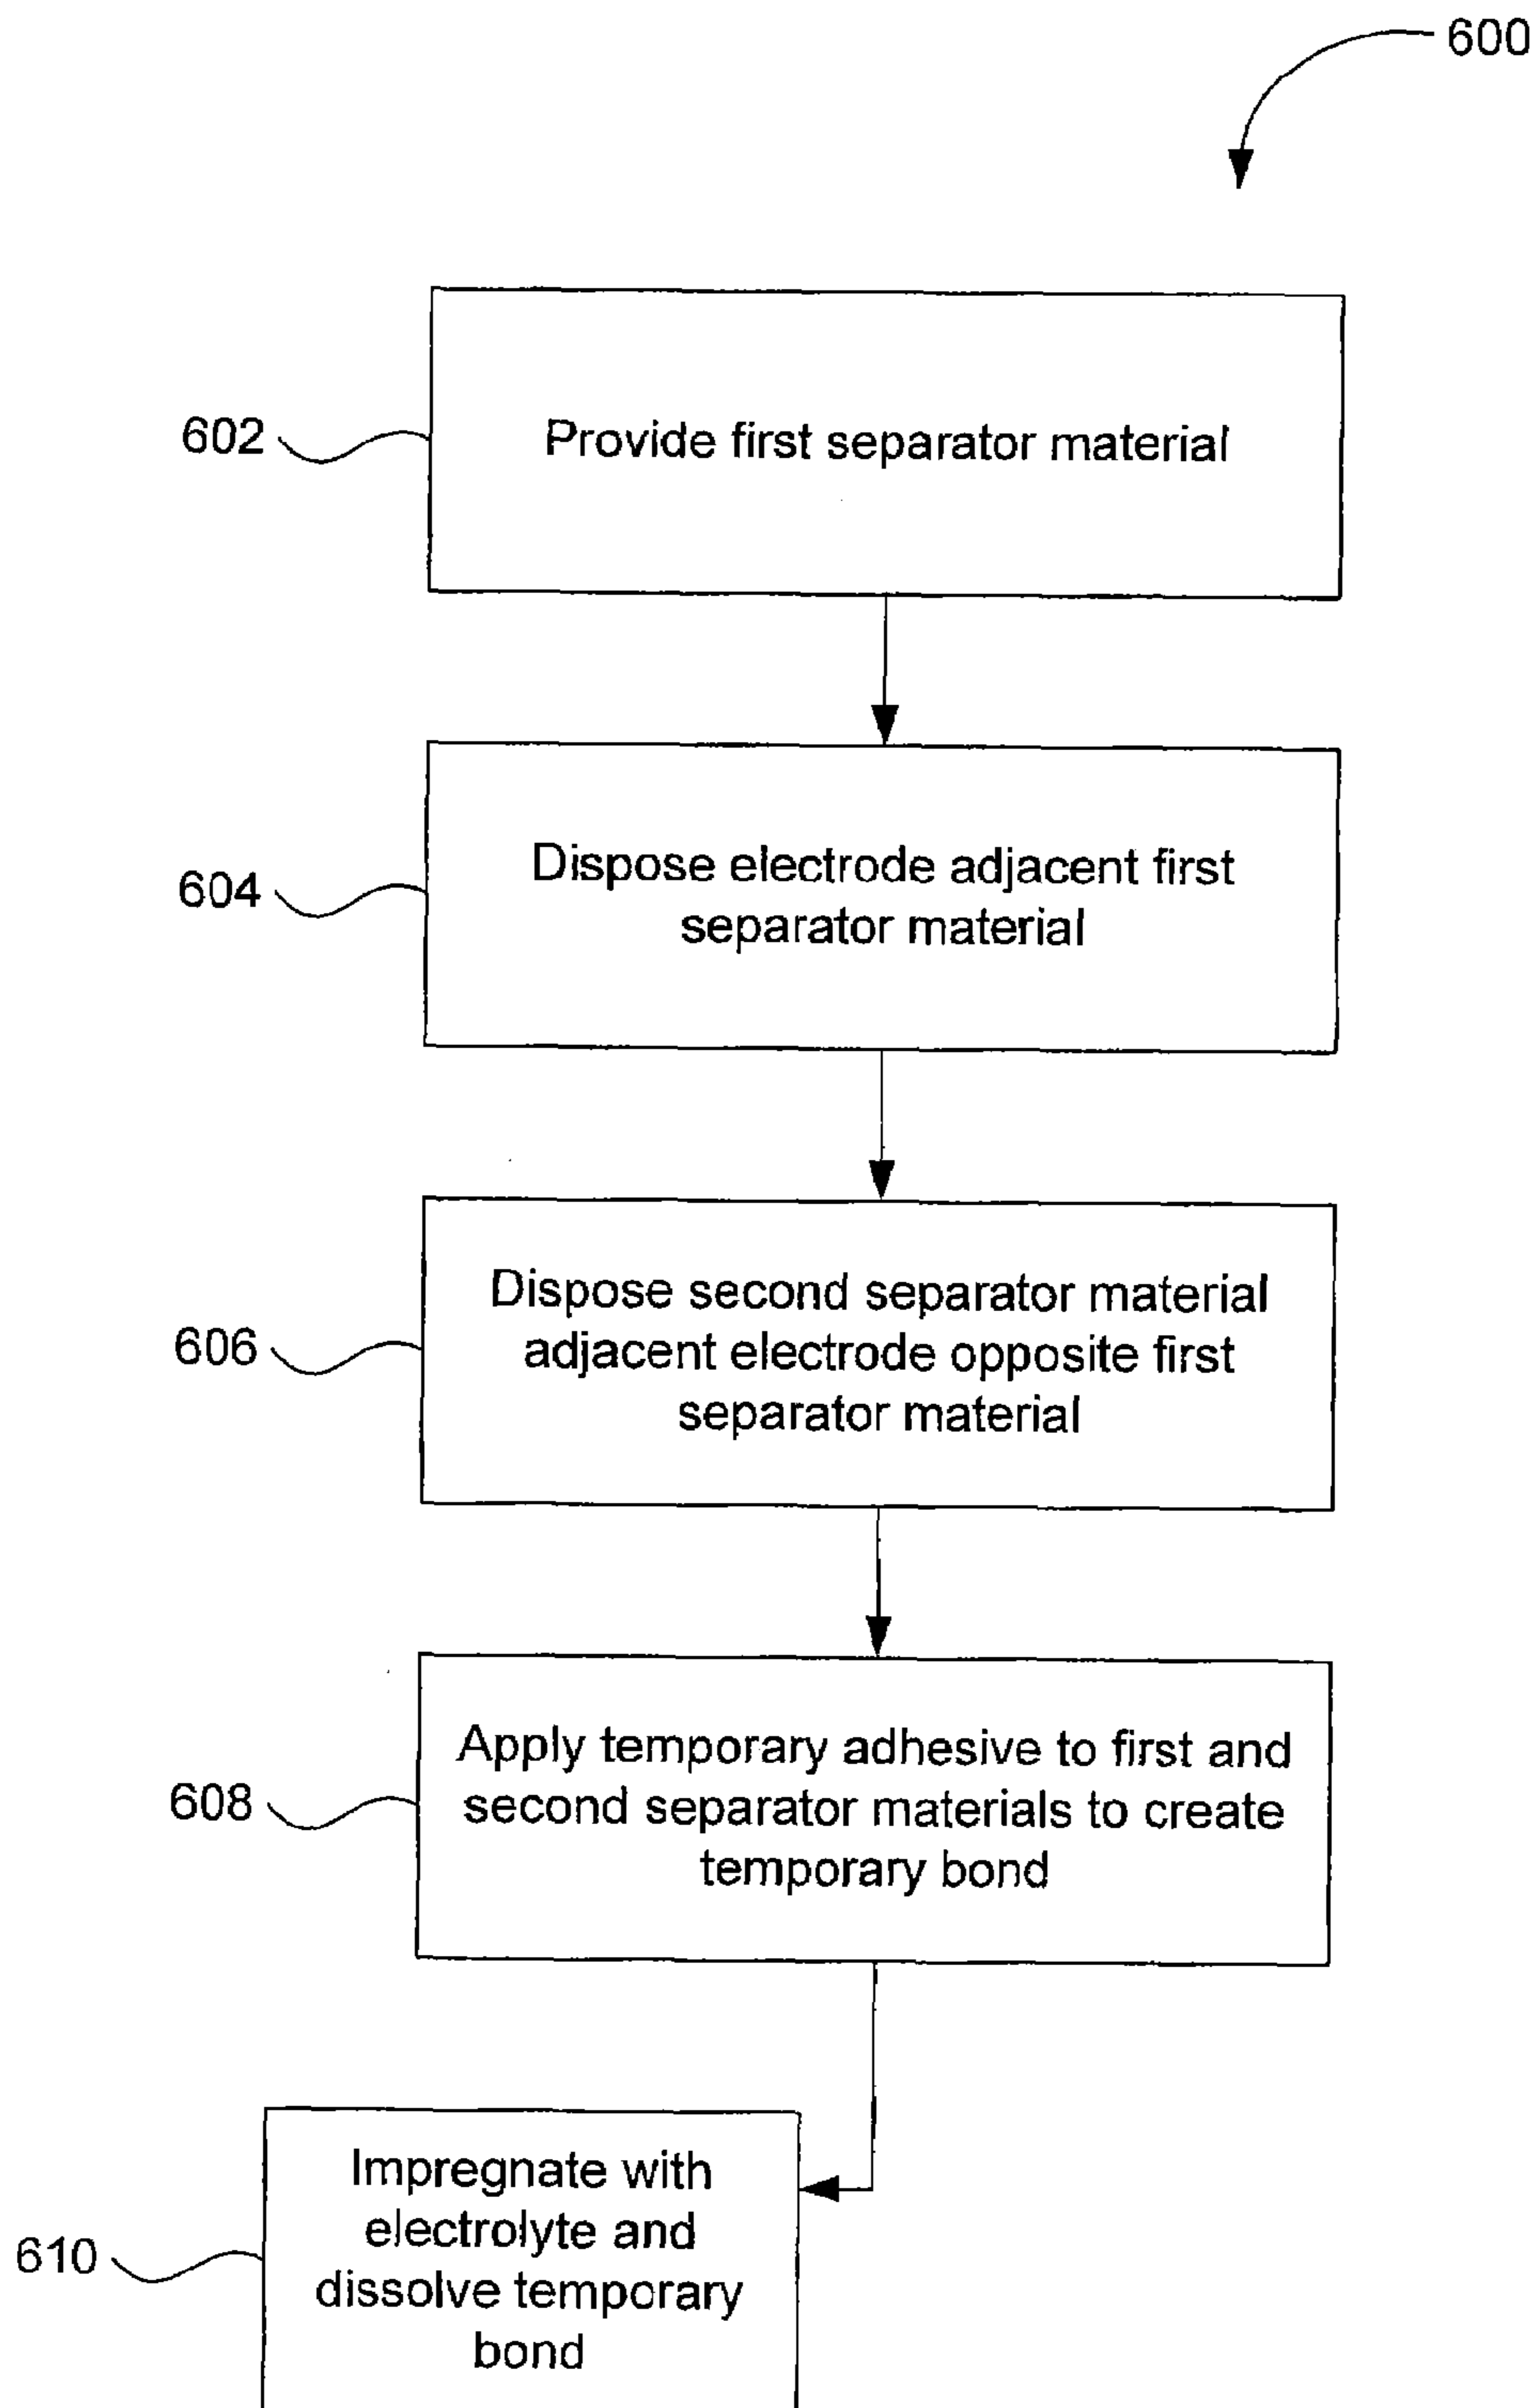 600
602
Provide first separator material
604
Dispose electrode adjacent first
separator material
606
Dispose second separator material
adjacent electrode opposite first
separator material
608
Apply temporary adhesive to first and
second separator materials to create
temporary bond
610
Impregnate with
electrolyte and
dissolve temporary
bond